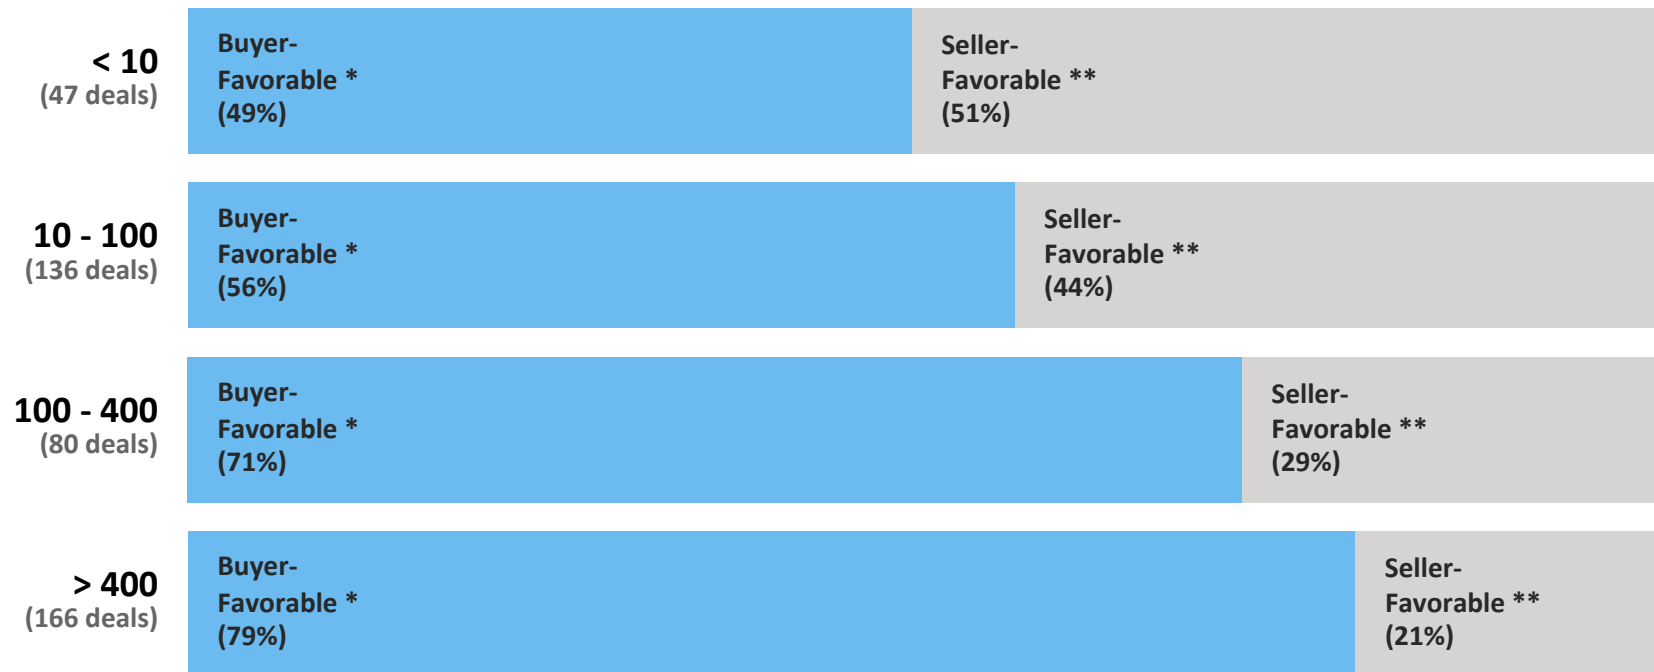 < 10
(47 deals)
Buyer-
Favorable *
(49%)
Seller-
Favorable **
(51%)
10 - 100
(136 deals)
Buyer-
Favorable *
(56%)
Seller-
Favorable **
(44%)
100 - 400
(80 deals)
Buyer-
Favorable *
(71%)
Seller-
Favorable **
(29%)
> 400
(166 deals)
Buyer-
Favorable *
(79%)
Seller-
Favorable **
(21%)